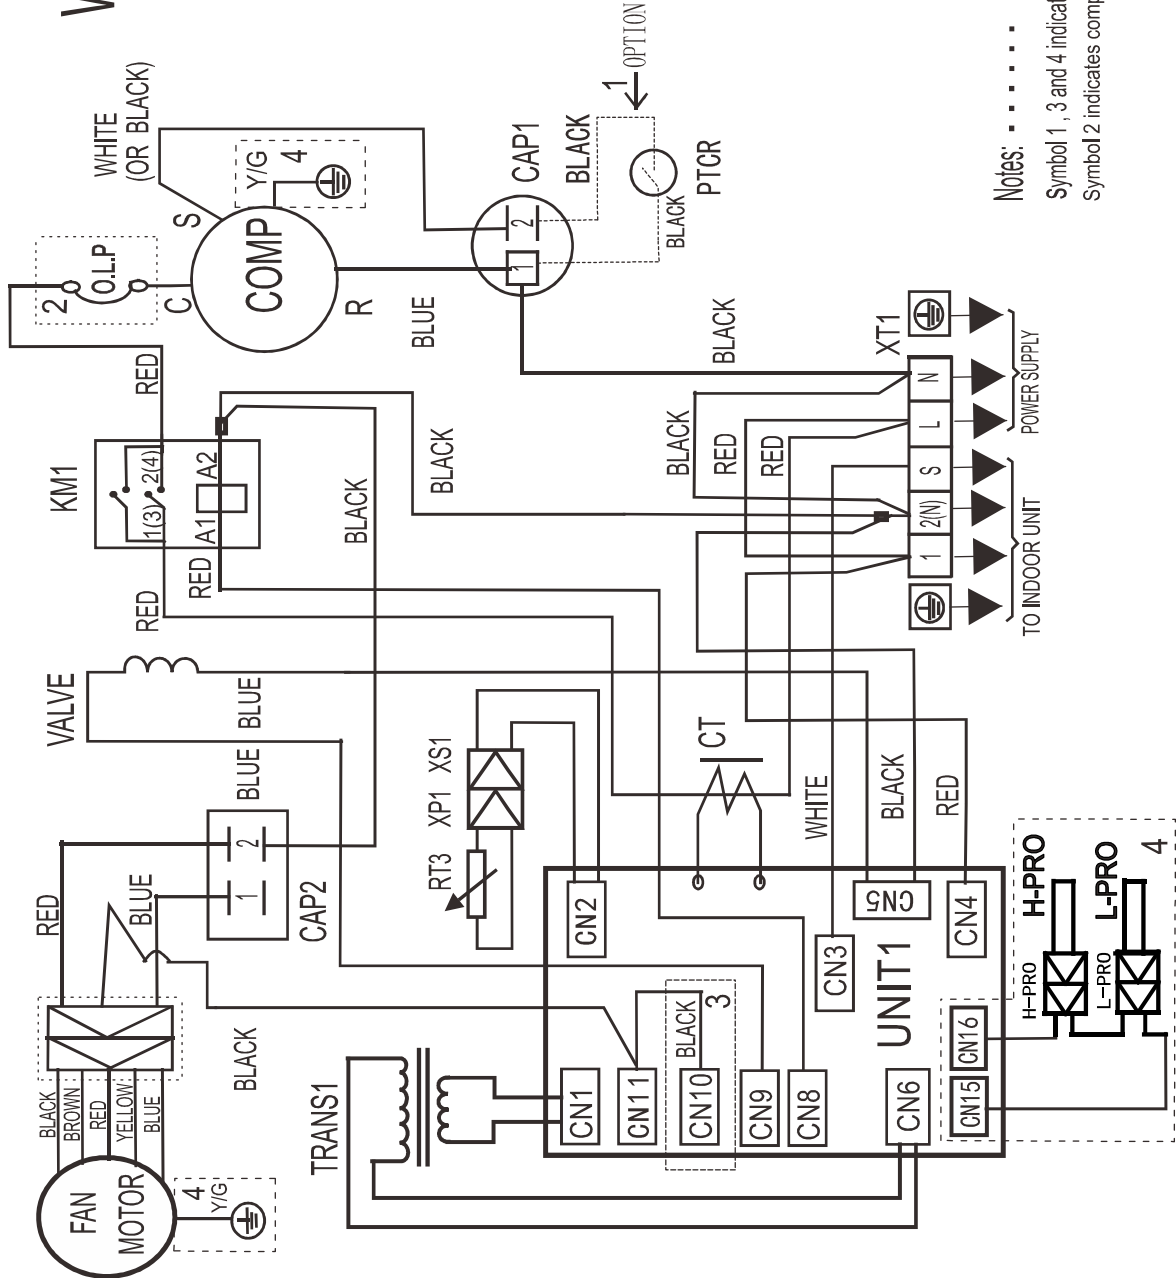 WHITE
(OR BLACK)
S
Y/G
4
CAP1
BLACK
1
OPTION
PTCR
BLACK
2
1
Notes:
Symbol 1 , 3 and 4 indicat
Symbol 2 indicates comp
2
O.L.P
C
COMP
R
BLUE
BLACK
XT1
N
L
S
2(N)
1
POWER SUPPLY
TO INDOOR UNIT
RED
KM1
2(4)
1(3)
A2
A1
BLACK
BLACK
BLACK
RED
RED
RED
RED
VALVE
BLUE
BLUE
XS1
XP1
RT3
CT
WHITE
BLACK
RED
2
1
CAP2
RED
BLUE
BLACK
CN2
CN3
CN5
CN4
UNIT1
BLACK
3
CN1
CN11
CN10
CN9
CN8
CN6
CN16
CN15
H-PRO
H-PRO
L-PRO
L-PRO
4
TRANS1
BLACK
BROWN
RED
YELLOW
BLUE
FAN
MOTOR
4
Y/G